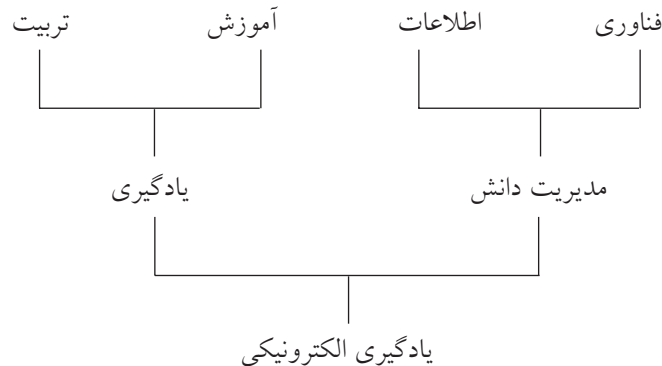 فناوری اطلاعات آموزش تربیت
مدیریت دانش یادگیری
یادگیری الکترونیکی